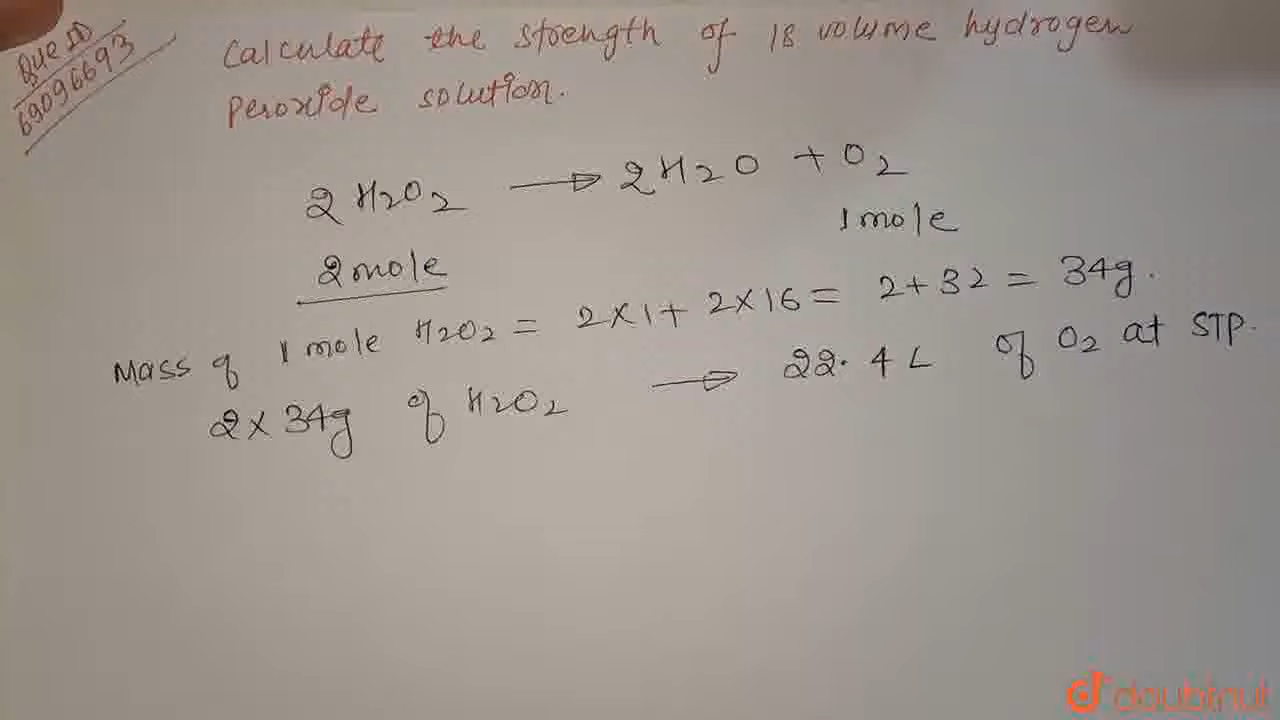 Que ID
69096693
Calculate the strength of 18 volume hydrogen
Peroxide solution.
2 H2O2 → 2H2O + O2
2 mole 1 mole
Mass of 1 mole H2O2 = 2×1 + 2×16 = 2+32 = 34g.
2×34g of H2O2 → 22.4 L of O2 at STP.
doubtnut